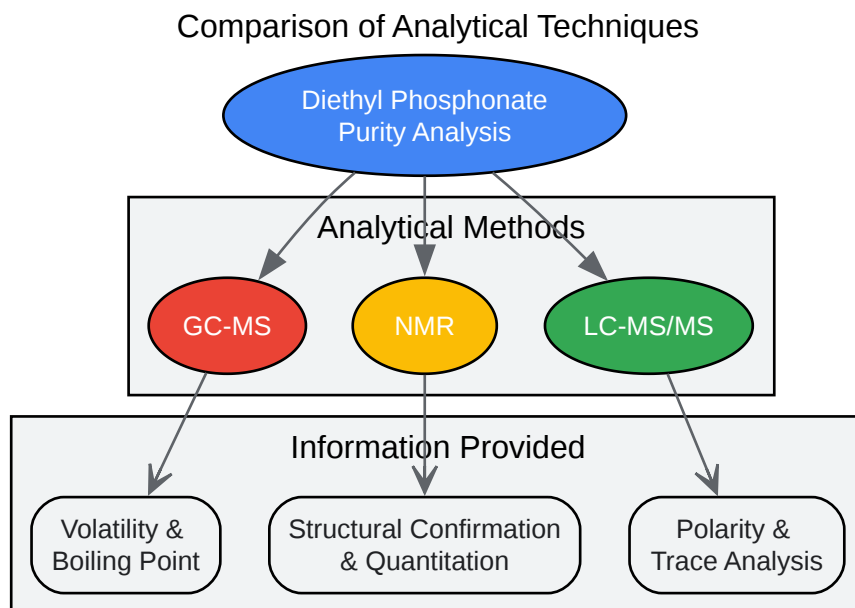 Comparison of Analytical Techniques
Diethyl Phosphonate
Purity Analysis
Analytical Methods
GC-MS
NMR
LC-MS/MS
Information Provided
Volatility &
Boiling Point
Structural Confirmation
& Quantitation
Polarity &
Trace Analysis